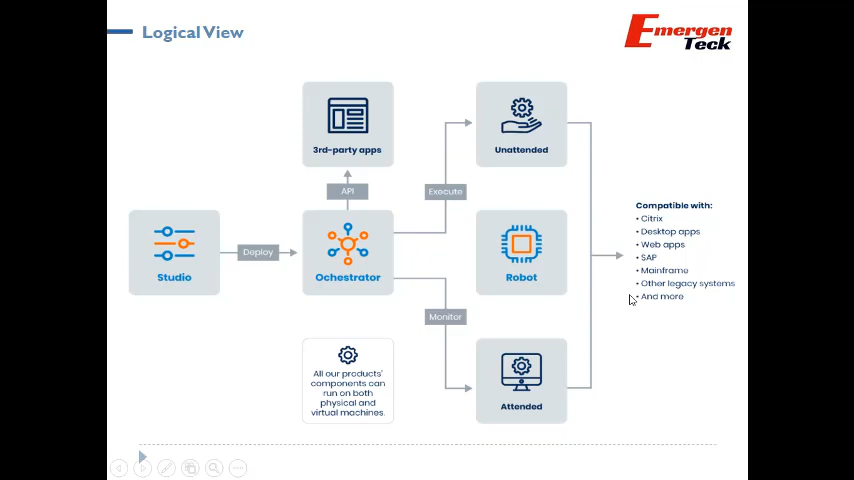 Logical View
Emergen
Teck
3rd-party apps
Unattended
API
Execute
Studio
Deploy
Ochestrator
Robot
Compatible with:
• Citrix
• Desktop apps
• Web apps
• SAP
• Mainframe
• Other legacy systems
• And more
Monitor
All our products'
components can
run on both
physical and
virtual machines.
Attended